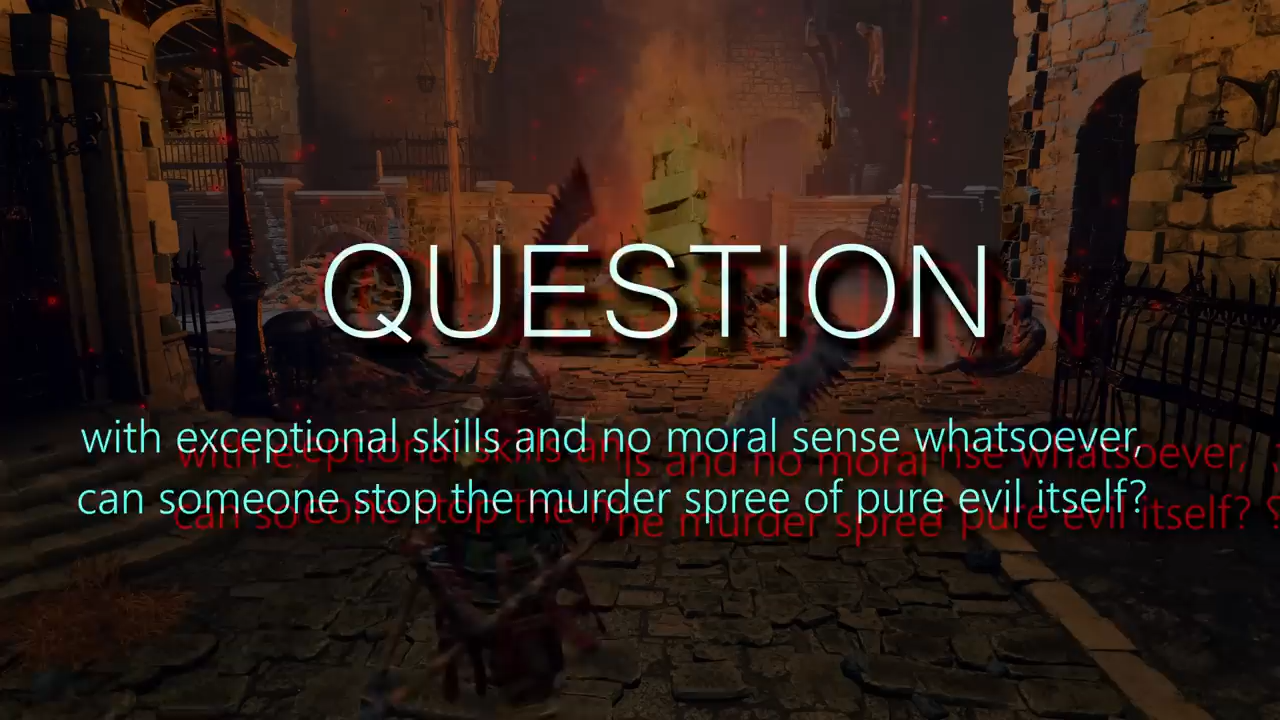 QUESTION
with exceptional skills and no moral sense whatsoever,
can someone stop the murder spree of pure evil itself?